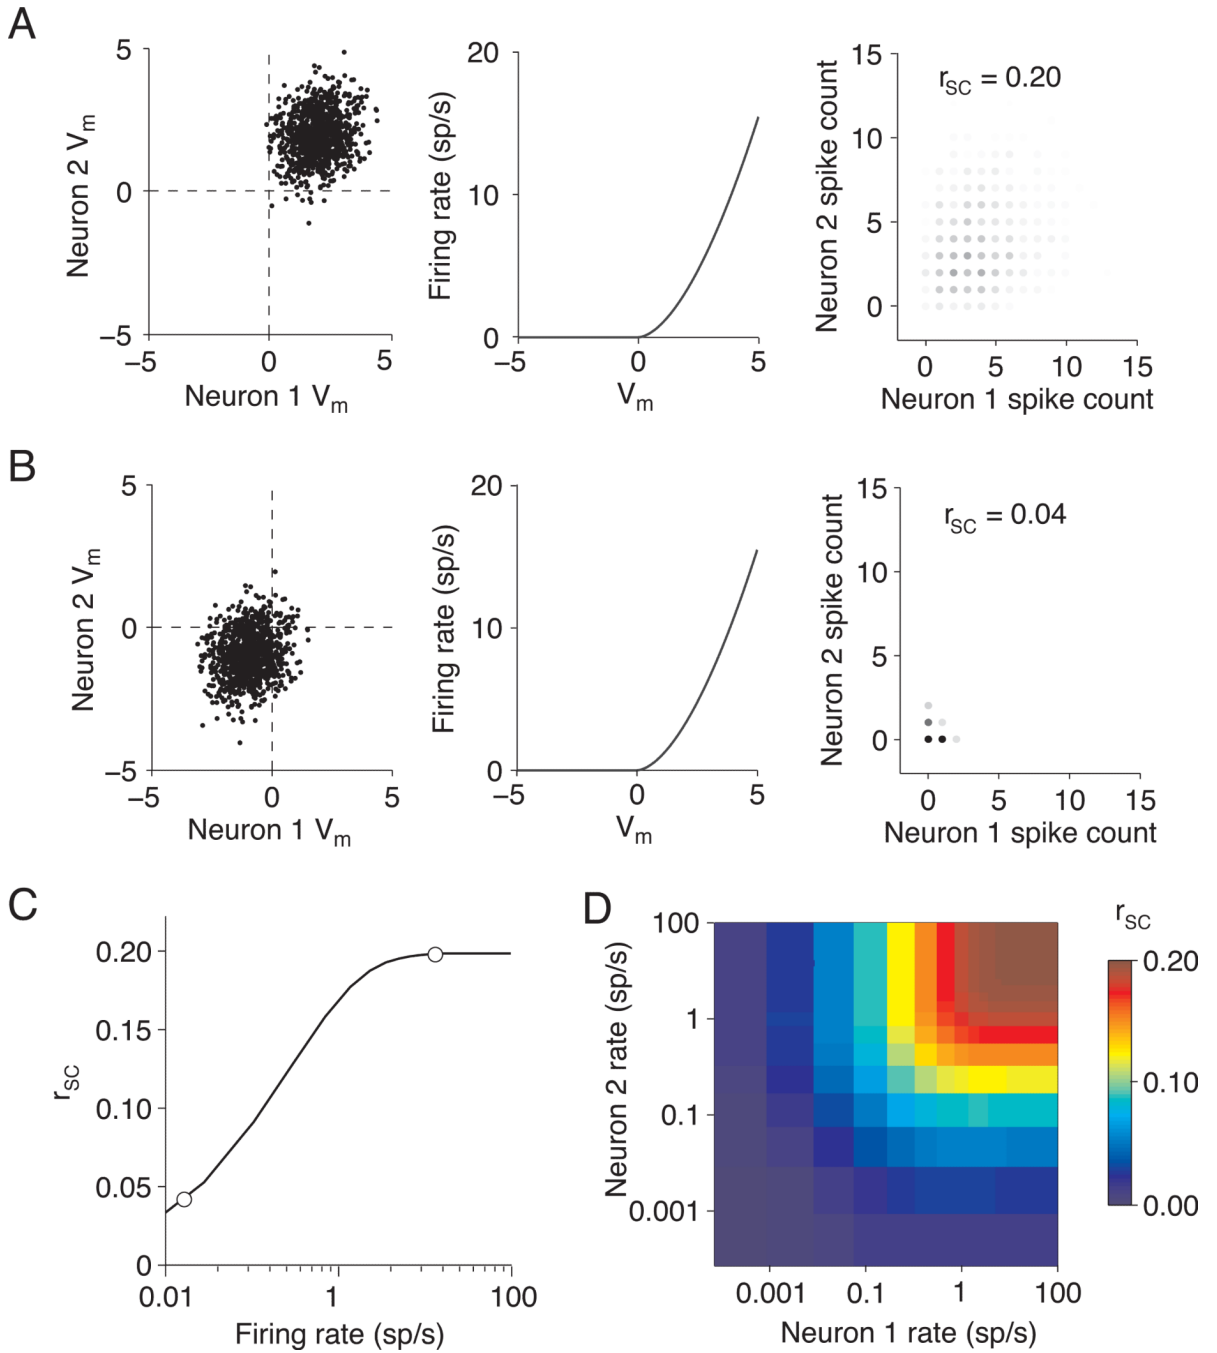 A
5
0
−5
−5
0
5
Neuron 2 Vm
Neuron 1 Vm
20
10
0
−5
0
5
Firing rate (sp/s)
Vm
15
10
5
0
0
5
10
15
rSC = 0.20
Neuron 2 spike count
Neuron 1 spike count
B
5
0
−5
−5
0
5
Neuron 2 Vm
Neuron 1 Vm
20
10
0
−5
0
5
Firing rate (sp/s)
Vm
15
10
5
0
0
5
10
15
rSC = 0.04
Neuron 2 spike count
Neuron 1 spike count
C
0.20
0.15
0.10
0.05
0
0.01
1
100
rSC
Firing rate (sp/s)
D
100
1
0.1
0.001
0.001
0.1
1
100
Neuron 2 rate (sp/s)
Neuron 1 rate (sp/s)
rSC
0.20
0.10
0.00